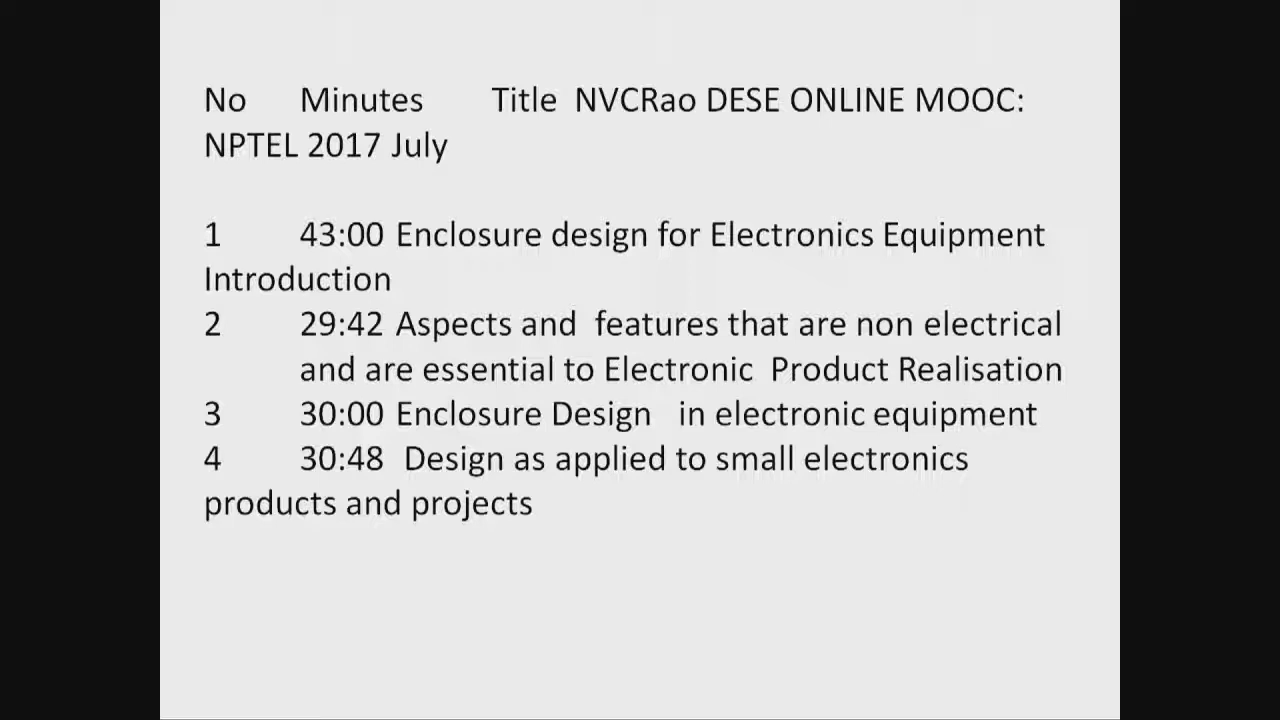 No Minutes Title NVCRao DESE ONLINE MOOC:
NPTEL 2017 July
1 43:00 Enclosure design for Electronics Equipment
Introduction
2 29:42 Aspects and features that are non electrical
and are essential to Electronic Product Realisation
3 30:00 Enclosure Design in electronic equipment
4 30:48 Design as applied to small electronics
products and projects